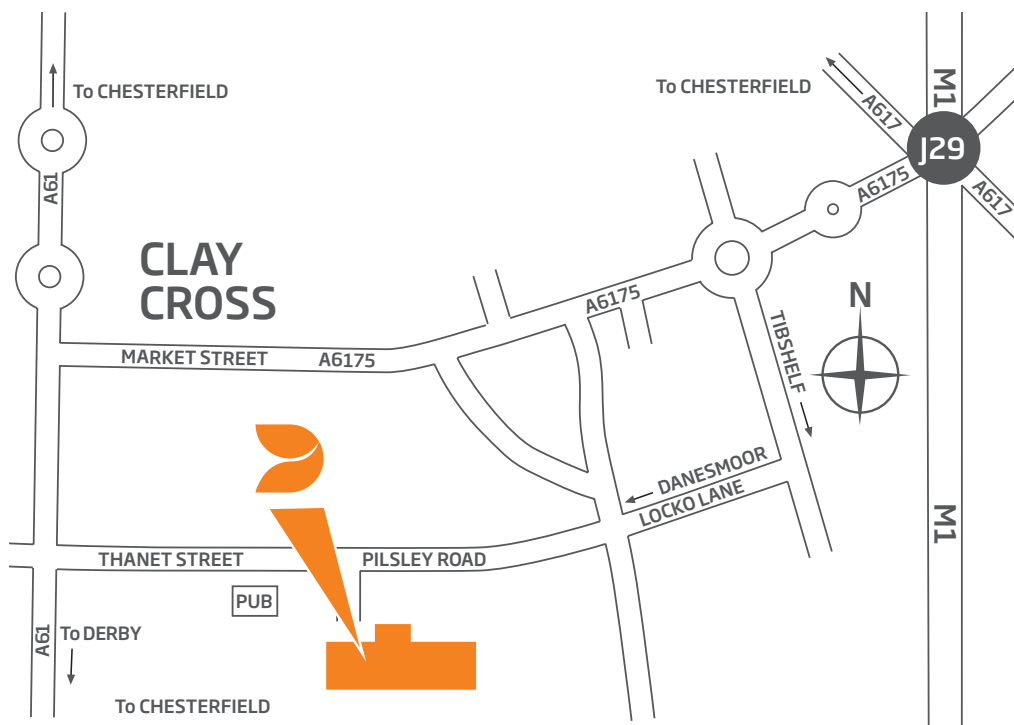 To CHESTERFIELD
To CHESTERFIELD
M1
A617
J29
A61
A6175
A617
CLAY
CROSS
N
A6175
TIBSHELF
MARKET STREET A6175
DANESMOOR
LOCKO LANE
M1
THANET STREET
PILSLEY ROAD
PUB
A61
To DERBY
To CHESTERFIELD